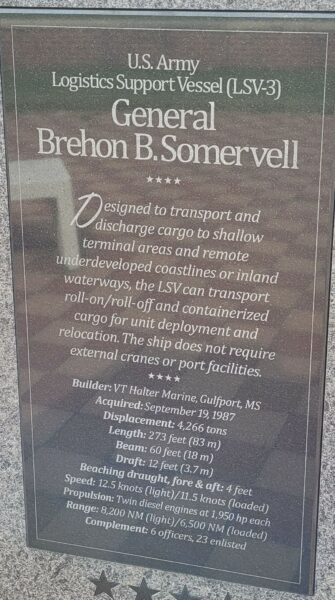 U.S. Army
Logistics Support Vessel (LSV-3)
General
Brehon B. Somervell
★★★★
Designed to transport and
discharge cargo to shallow
terminal areas and remote
underdeveloped coastlines or inland
waterways, the LSV can transport
roll-on/roll-off and containerized
cargo for unit deployment and
relocation. The ship does not require
external cranes or port facilities.
★★★★
Builder: VT Halter Marine, Gulfport, MS
Acquired: September 19, 1987
Displacement: 4,266 tons
Length: 273 feet (83 m)
Beam: 60 feet (18 m)
Draft: 12 feet (3.7 m)
Beaching draught, fore & aft: 4 feet
Speed: 12.5 knots (light)/11.5 knots (loaded)
Propulsion: Twin diesel engines at 1,950 hp each
Range: 8,200 NM (light)/6,500 NM (loaded)
Complement: 6 officers, 23 enlisted